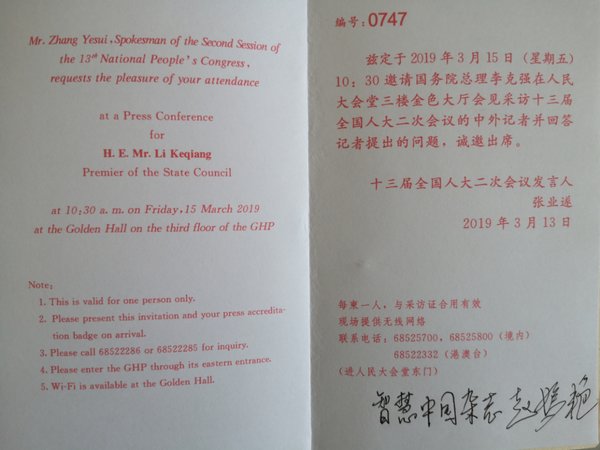 Mr. Zhang Yesui, Spokesman of the Second Session of
the 13th National People's Congress,
requests the pleasure of your attendance
at a Press Conference
for
H. E. Mr. Li Keqiang
Premier of the State Council
at 10:30 a. m. on Friday, 15 March 2019
at the Golden Hall on the third floor of the GHP
Note:
1. This is valid for one person only.
2. Please present this invitation and your press accredita-
tion badge on arrival.
3. Please call 68522286 or 68522285 for inquiry.
4. Please enter the GHP through its eastern entrance.
5. Wi-Fi is available at the Golden Hall.
编号:0747
兹定于 2019 年 3 月 15 日 (星期五)
10:30 邀请国务院总理李克强在人民
大会堂三楼金色大厅会见采访十三届
全国人大二次会议的中外记者并回答
记者提出的问题,诚邀出席。
十三届全国人大二次会议发言人
张业遂
2019 年 3 月 13 日
每柬一人,与采访证合用有效
现场提供无线网络
联系电话:68525700,68525800 (境内)
68522332 (港澳台)
(进人民大会堂东门)
智慧中国杂志 赵